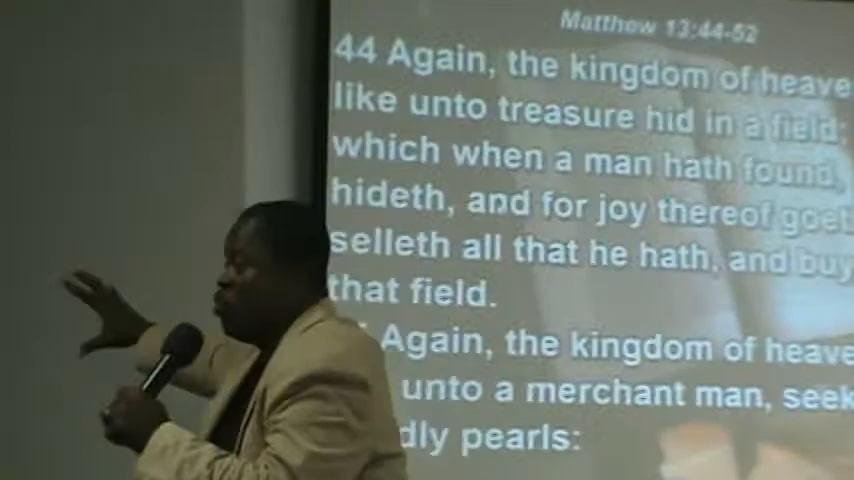 Matthew 13:44-52
44 Again, the kingdom of heave
like unto treasure hid in a field:
which when a man hath found,
hideth, and for joy thereof goet
selleth all that he hath, and buy
that field.
Again, the kingdom of heave
unto a merchant man, seek
dly pearls: